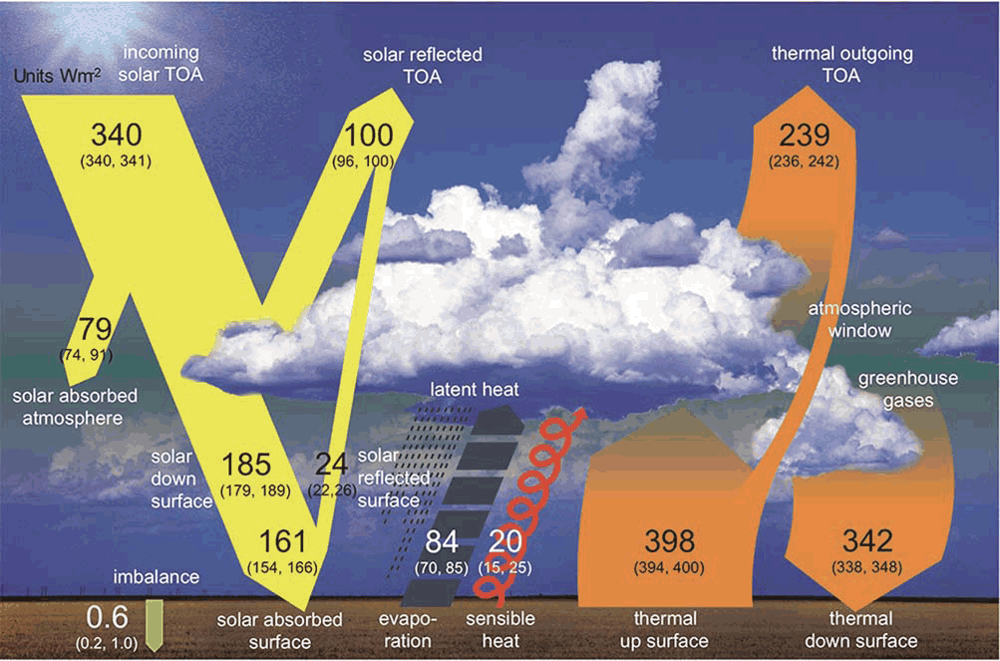 incoming
solar TOA
solar reflected
TOA
thermal outgoing
TOA
Units Wm²
340
(340, 341)
100
(96, 100)
239
(236, 242)
79
(74, 91)
solar absorbed
atmosphere
atmospheric
window
greenhouse
gases
latent heat
solar
down
surface
185
(179, 189)
24
(22,26)
solar
reflected
surface
161
(154, 166)
84
(70, 85)
20
(15, 25)
398
(394, 400)
342
(338, 348)
imbalance
0.6
(0.2, 1.0)
solar absorbed
surface
evapo-
ration
sensible
heat
thermal
up surface
thermal
down surface